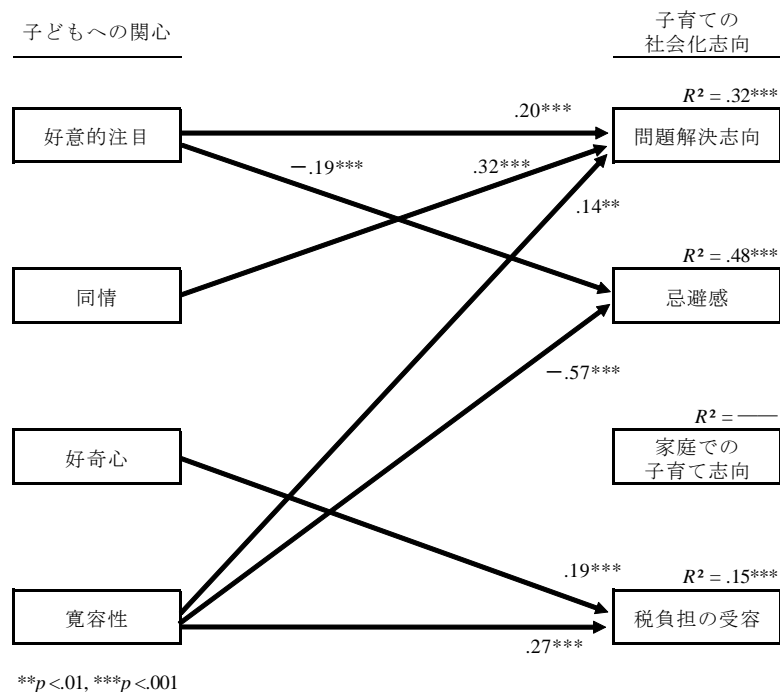 子どもへの関心
子育ての
社会化志向
R² = .32***
好意的注目
.20***
問題解決志向
－.19***
.32***
.14**
R² = .48***
同情
忌避感
－.57***
R² = ──
好奇心
家庭での
子育て志向
.19***
R² = .15***
寛容性
税負担の受容
.27***
**p<.01, ***p<.001